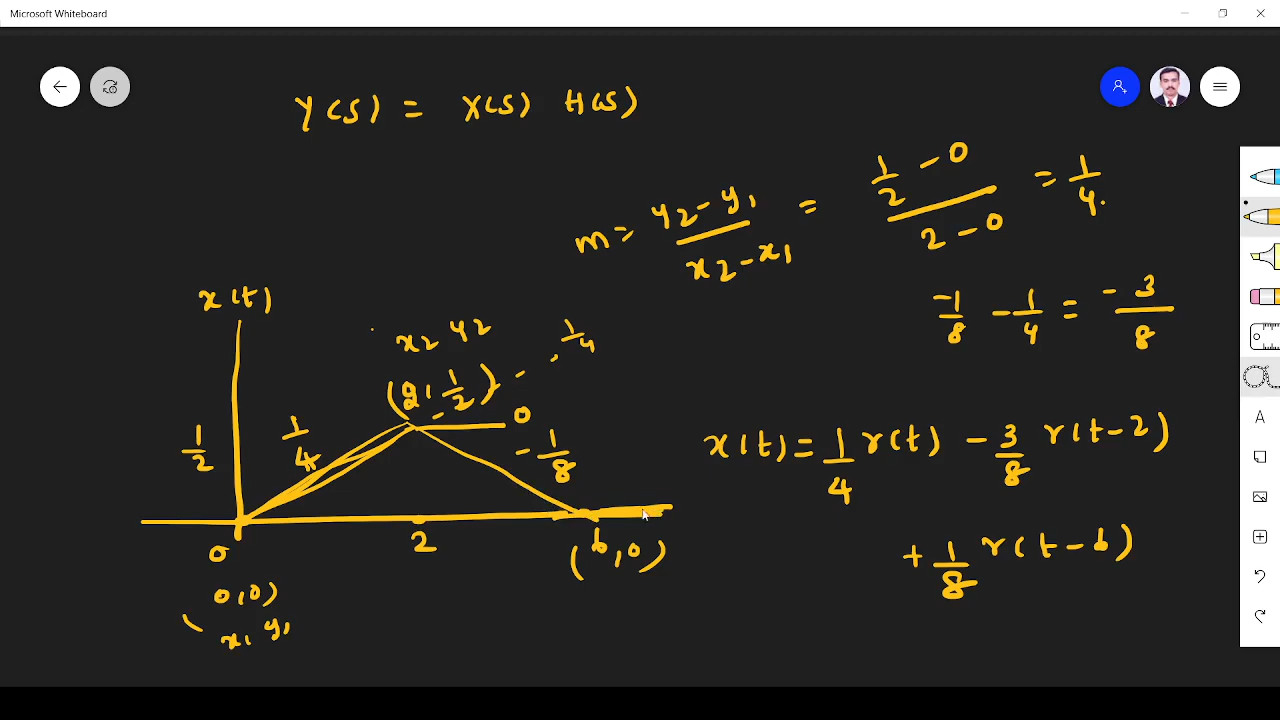 Microsoft Whiteboard
Y(s) = X(s) H(s)
m = y2 - y1 / x2 - x1 = 1/2 - 0 / 2 - 0 = 1/4.
-1/8 - 1/4 = -3/8
x(t)
x2 y2
(2, 1/2)
- 1/4
1/2
1/4
0
- 1/8
x(t) = 1/4 r(t) - 3/8 r(t-2)
+ 1/8 r(t-6)
0
2
(6,0)
0,0)
( x1 y1
A